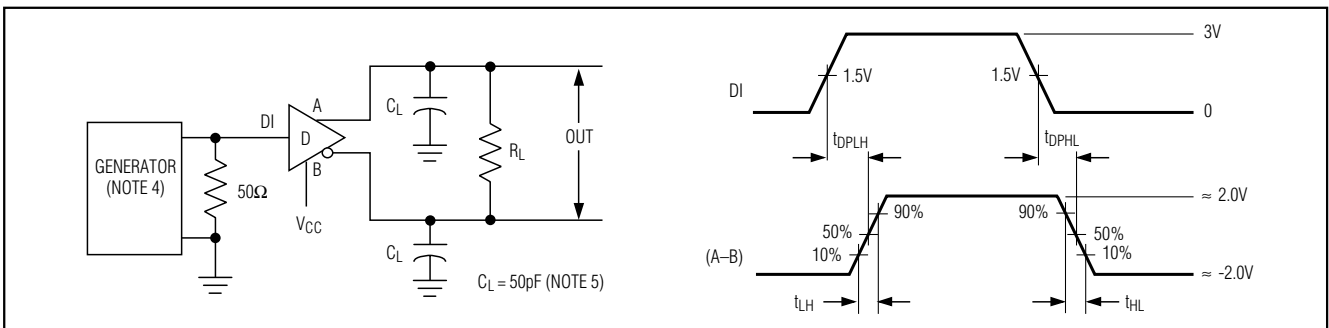 GENERATOR
(NOTE 4)
50Ω
DI
D
A
B
VCC
CL
CL
RL
OUT
CL = 50pF (NOTE 5)
DI
1.5V
1.5V
3V
0
tDPLH
tDPHL
(A–B)
90%
50%
10%
90%
50%
10%
≈ 2.0V
≈ -2.0V
tLH
tHL